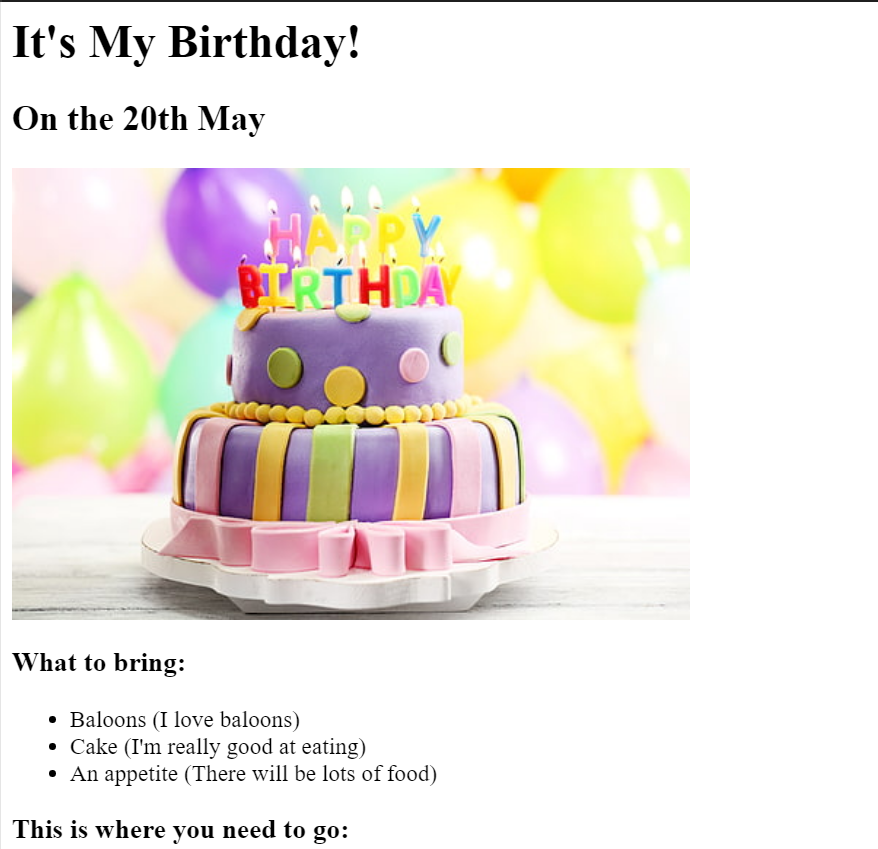 It's My Birthday!
On the 20th May
HAPPY
BIRTHDAY
What to bring:
Baloons (I love baloons)
Cake (I'm really good at eating)
An appetite (There will be lots of food)
This is where you need to go: